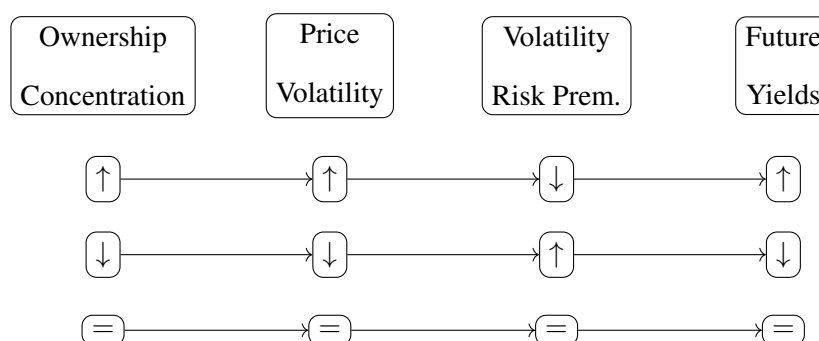 Ownership
Concentration
Price
Volatility
Volatility
Risk Prem.
Future
Yields
↑ ↑ ↓ ↑
↓ ↓ ↑ ↓
= = = =